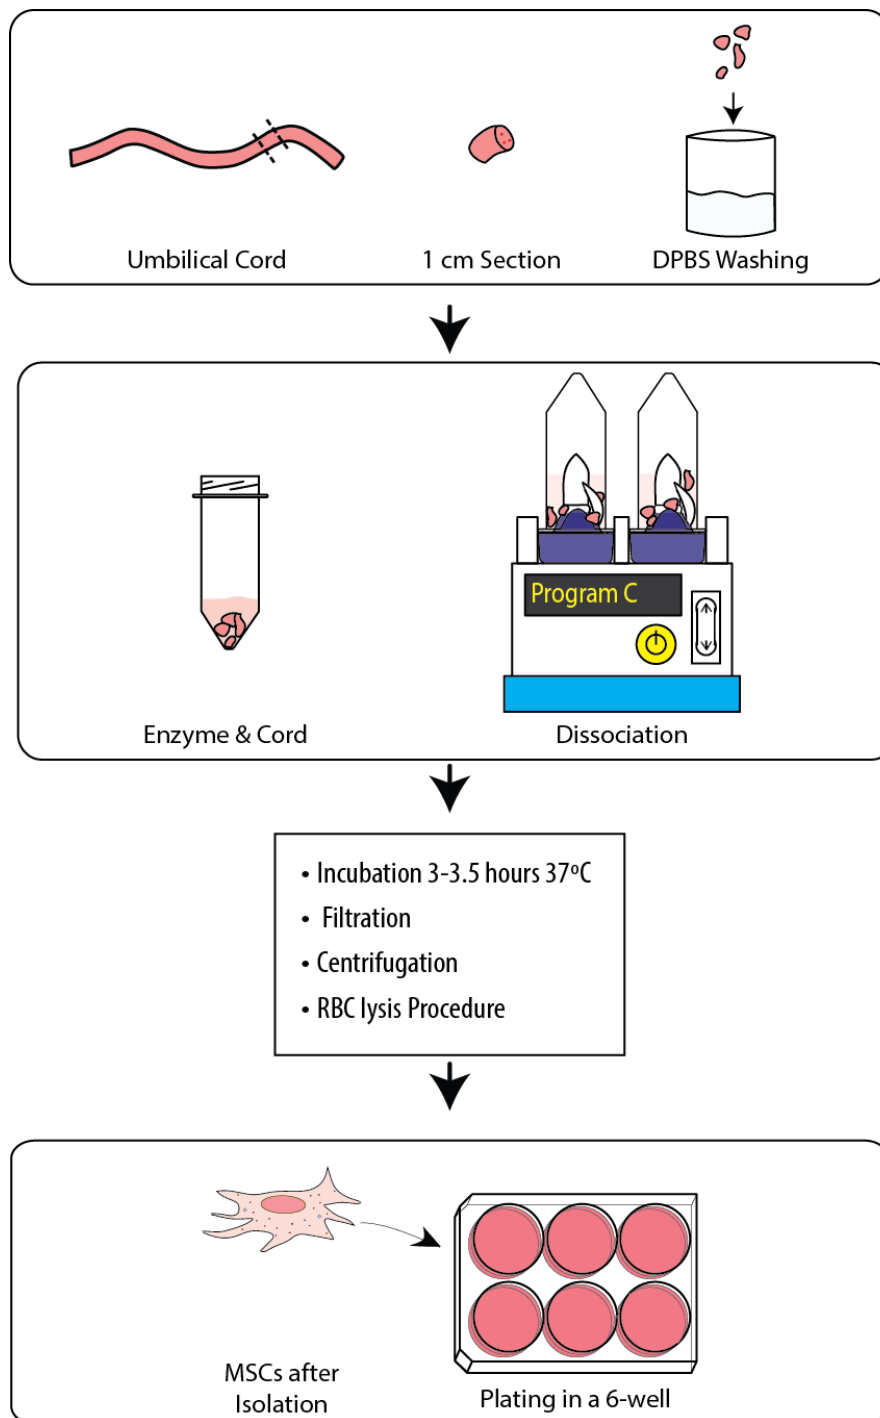 Umbilical Cord
1 cm Section
DPBS Washing
Program C
Enzyme & Cord
Dissociation
• Incubation 3-3.5 hours 37ºC
• Filtration
• Centrifugation
• RBC lysis Procedure
MSCs after
Isolation
Plating in a 6-well